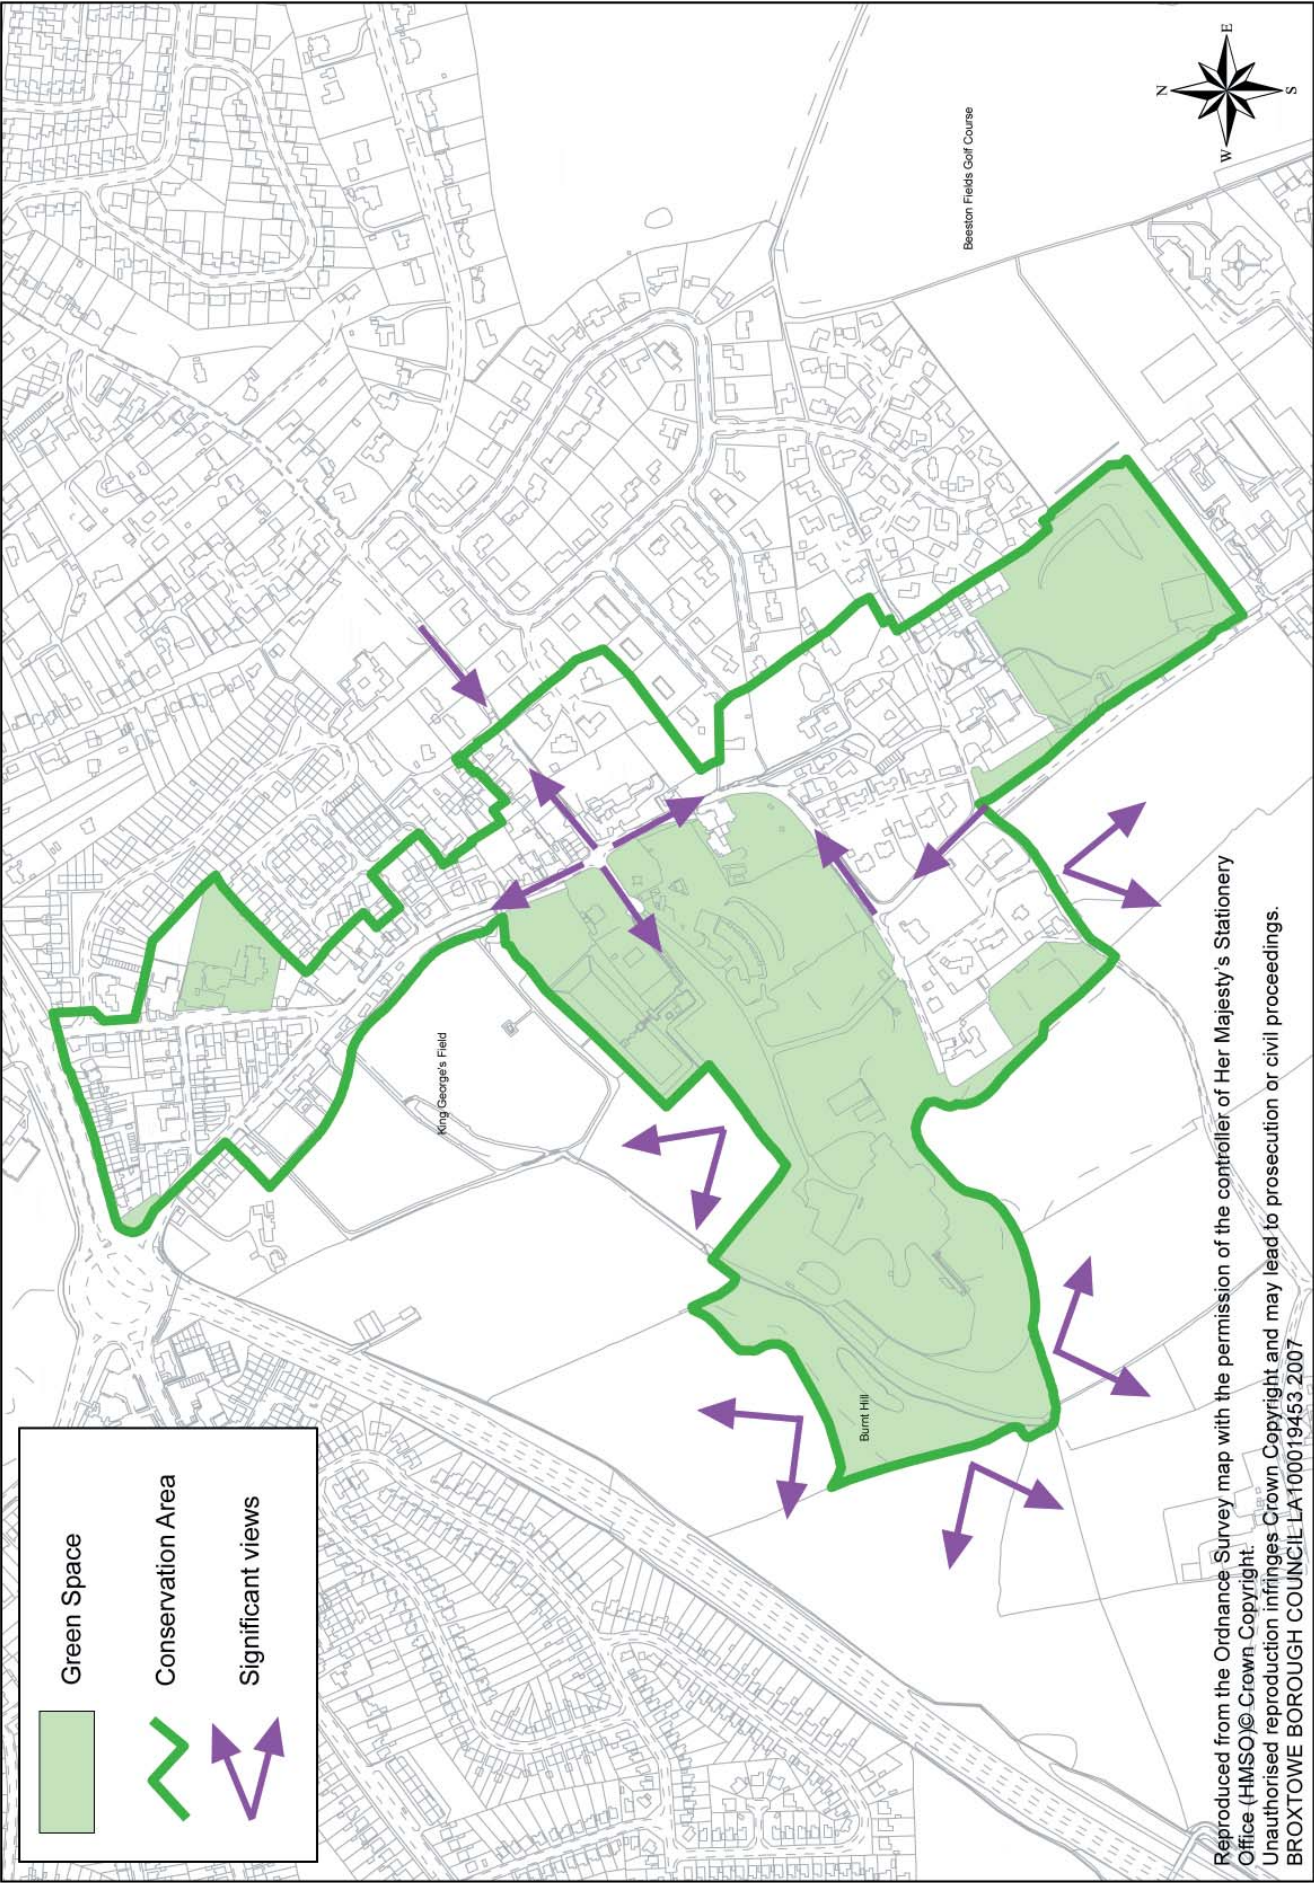 Green Space
Conservation Area
Significant views
King George's Field
Burnt Hill
Beeston Fields Golf Course
N
E
S
W
Reproduced from the Ordnance Survey map with the permission of the controller of Her Majesty's Stationery
Office (HMSO)© Crown Copyright.
Unauthorised reproduction infringes Crown Copyright and may lead to prosecution or civil proceedings.
BROXTOWE BOROUGH COUNCIL LA100019453 2007